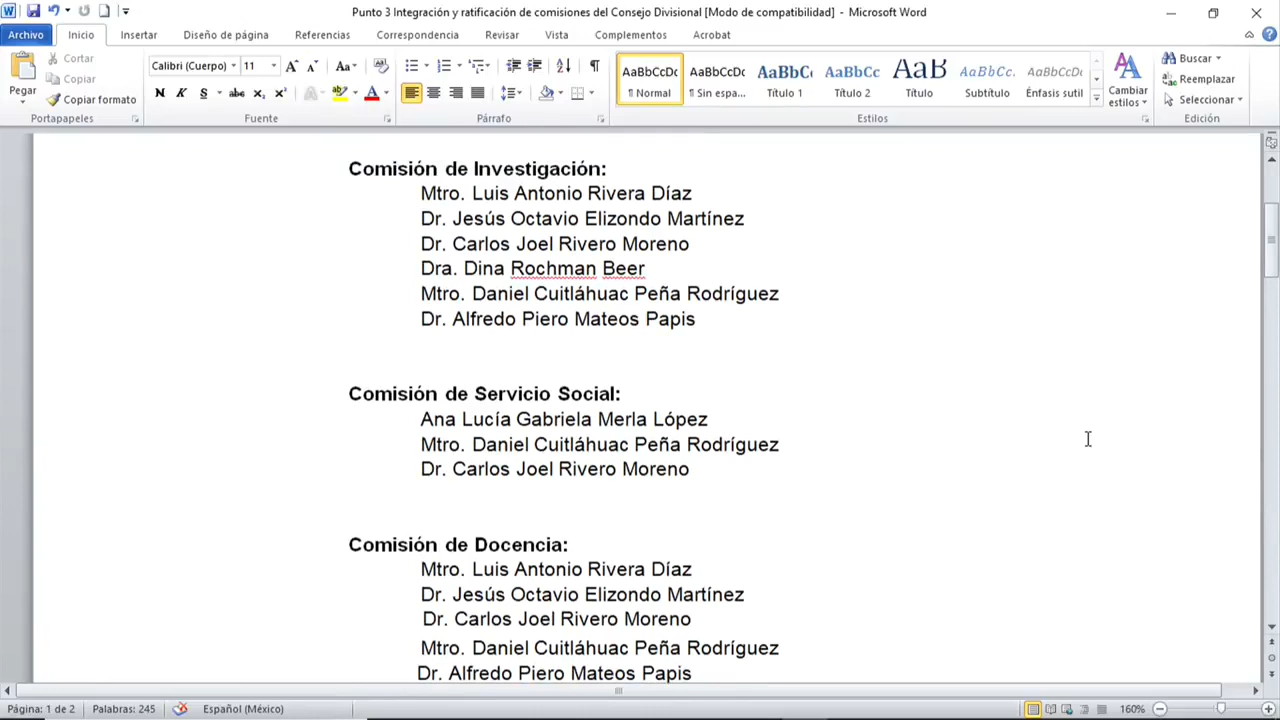 Punto 3 Integración y ratificación de comisiones del Consejo Divisional [Modo de compatibilidad] - Microsoft Word
Archivo Inicio Insertar Diseño de página Referencias Correspondencia Revisar Vista Complementos Acrobat
Pegar
Cortar
Copiar
Copiar formato
Portapapeles
Calibri (Cuerpo) 11
N K S abc x₂ x²
Fuente
Párrafo
AaBbCcDc AaBbCcDc AaBbC AaBbCc AaB AaBbCc. AaBbCcDc
¶ Normal ¶ Sin espa... Título 1 Título 2 Título Subtítulo Énfasis sutil
Estilos
Cambiar estilos
Buscar
Reemplazar
Seleccionar
Edición
Comisión de Investigación:
Mtro. Luis Antonio Rivera Díaz
Dr. Jesús Octavio Elizondo Martínez
Dr. Carlos Joel Rivero Moreno
Dra. Dina Rochman Beer
Mtro. Daniel Cuitláhuac Peña Rodríguez
Dr. Alfredo Piero Mateos Papis
Comisión de Servicio Social:
Ana Lucía Gabriela Merla López
Mtro. Daniel Cuitláhuac Peña Rodríguez
Dr. Carlos Joel Rivero Moreno
Comisión de Docencia:
Mtro. Luis Antonio Rivera Díaz
Dr. Jesús Octavio Elizondo Martínez
Dr. Carlos Joel Rivero Moreno
Mtro. Daniel Cuitláhuac Peña Rodríguez
Dr. Alfredo Piero Mateos Papis
Página: 1 de 2 Palabras: 245 Español (México) 160%